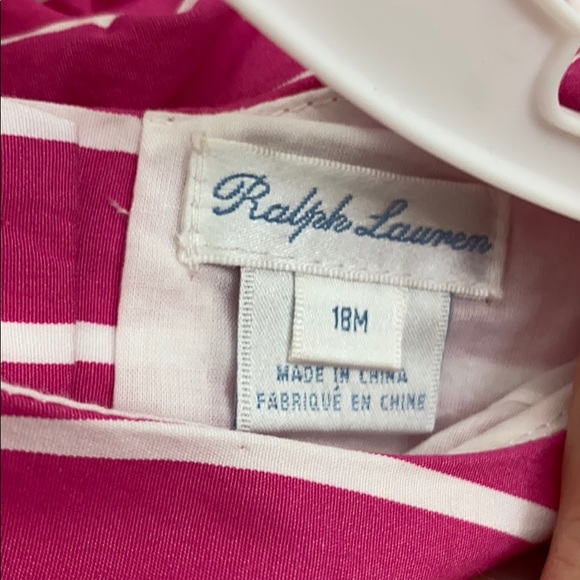 Ralph Lauren
18M
MADE IN CHINA
FABRIQUÉ EN CHINE